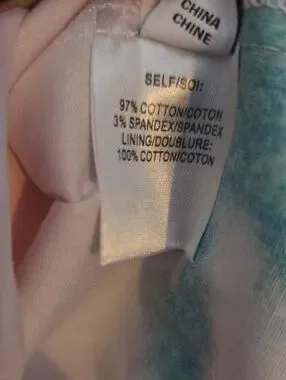 CHINA
CHINE
SELF/SOI:
97% COTTON/COTON
3% SPANDEX/SPANDEX
LINING/DOUBLURE:
100% COTTON/COTON